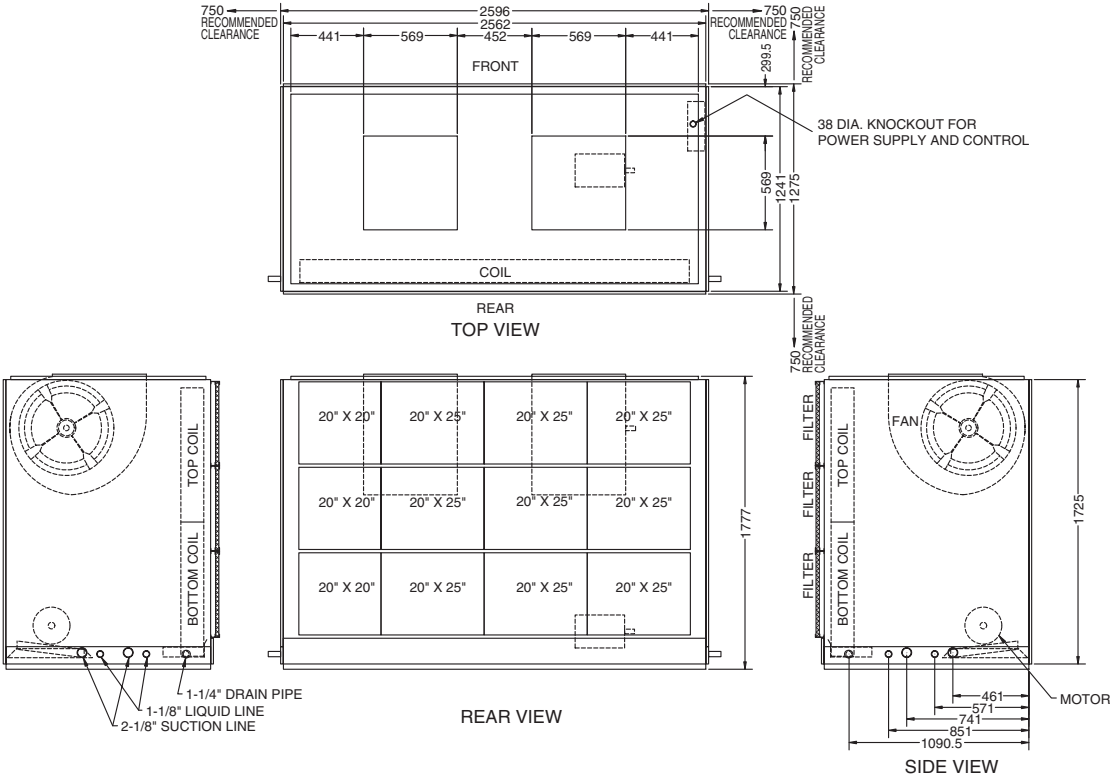 750
RECOMMENDED
CLEARANCE
2596
2562
750
RECOMMENDED
CLEARANCE
750
RECOMMENDED
CLEARANCE
441
569
452
569
441
299.5
FRONT
38 DIA. KNOCKOUT FOR
POWER SUPPLY AND CONTROL
569
1241
1275
COIL
REAR
TOP VIEW
750
RECOMMENDED
CLEARANCE
TOP COIL
BOTTOM COIL
1-1/4" DRAIN PIPE
1-1/8" LIQUID LINE
2-1/8" SUCTION LINE
20" X 20"
20" X 25"
20" X 25"
20" X 25"
20" X 20"
20" X 25"
20" X 25"
20" X 25"
20" X 20"
20" X 25"
20" X 25"
20" X 25"
1777
REAR VIEW
FILTER
FILTER
FILTER
TOP COIL
BOTTOM COIL
FAN
1725
MOTOR
461
571
741
851
1090.5
SIDE VIEW